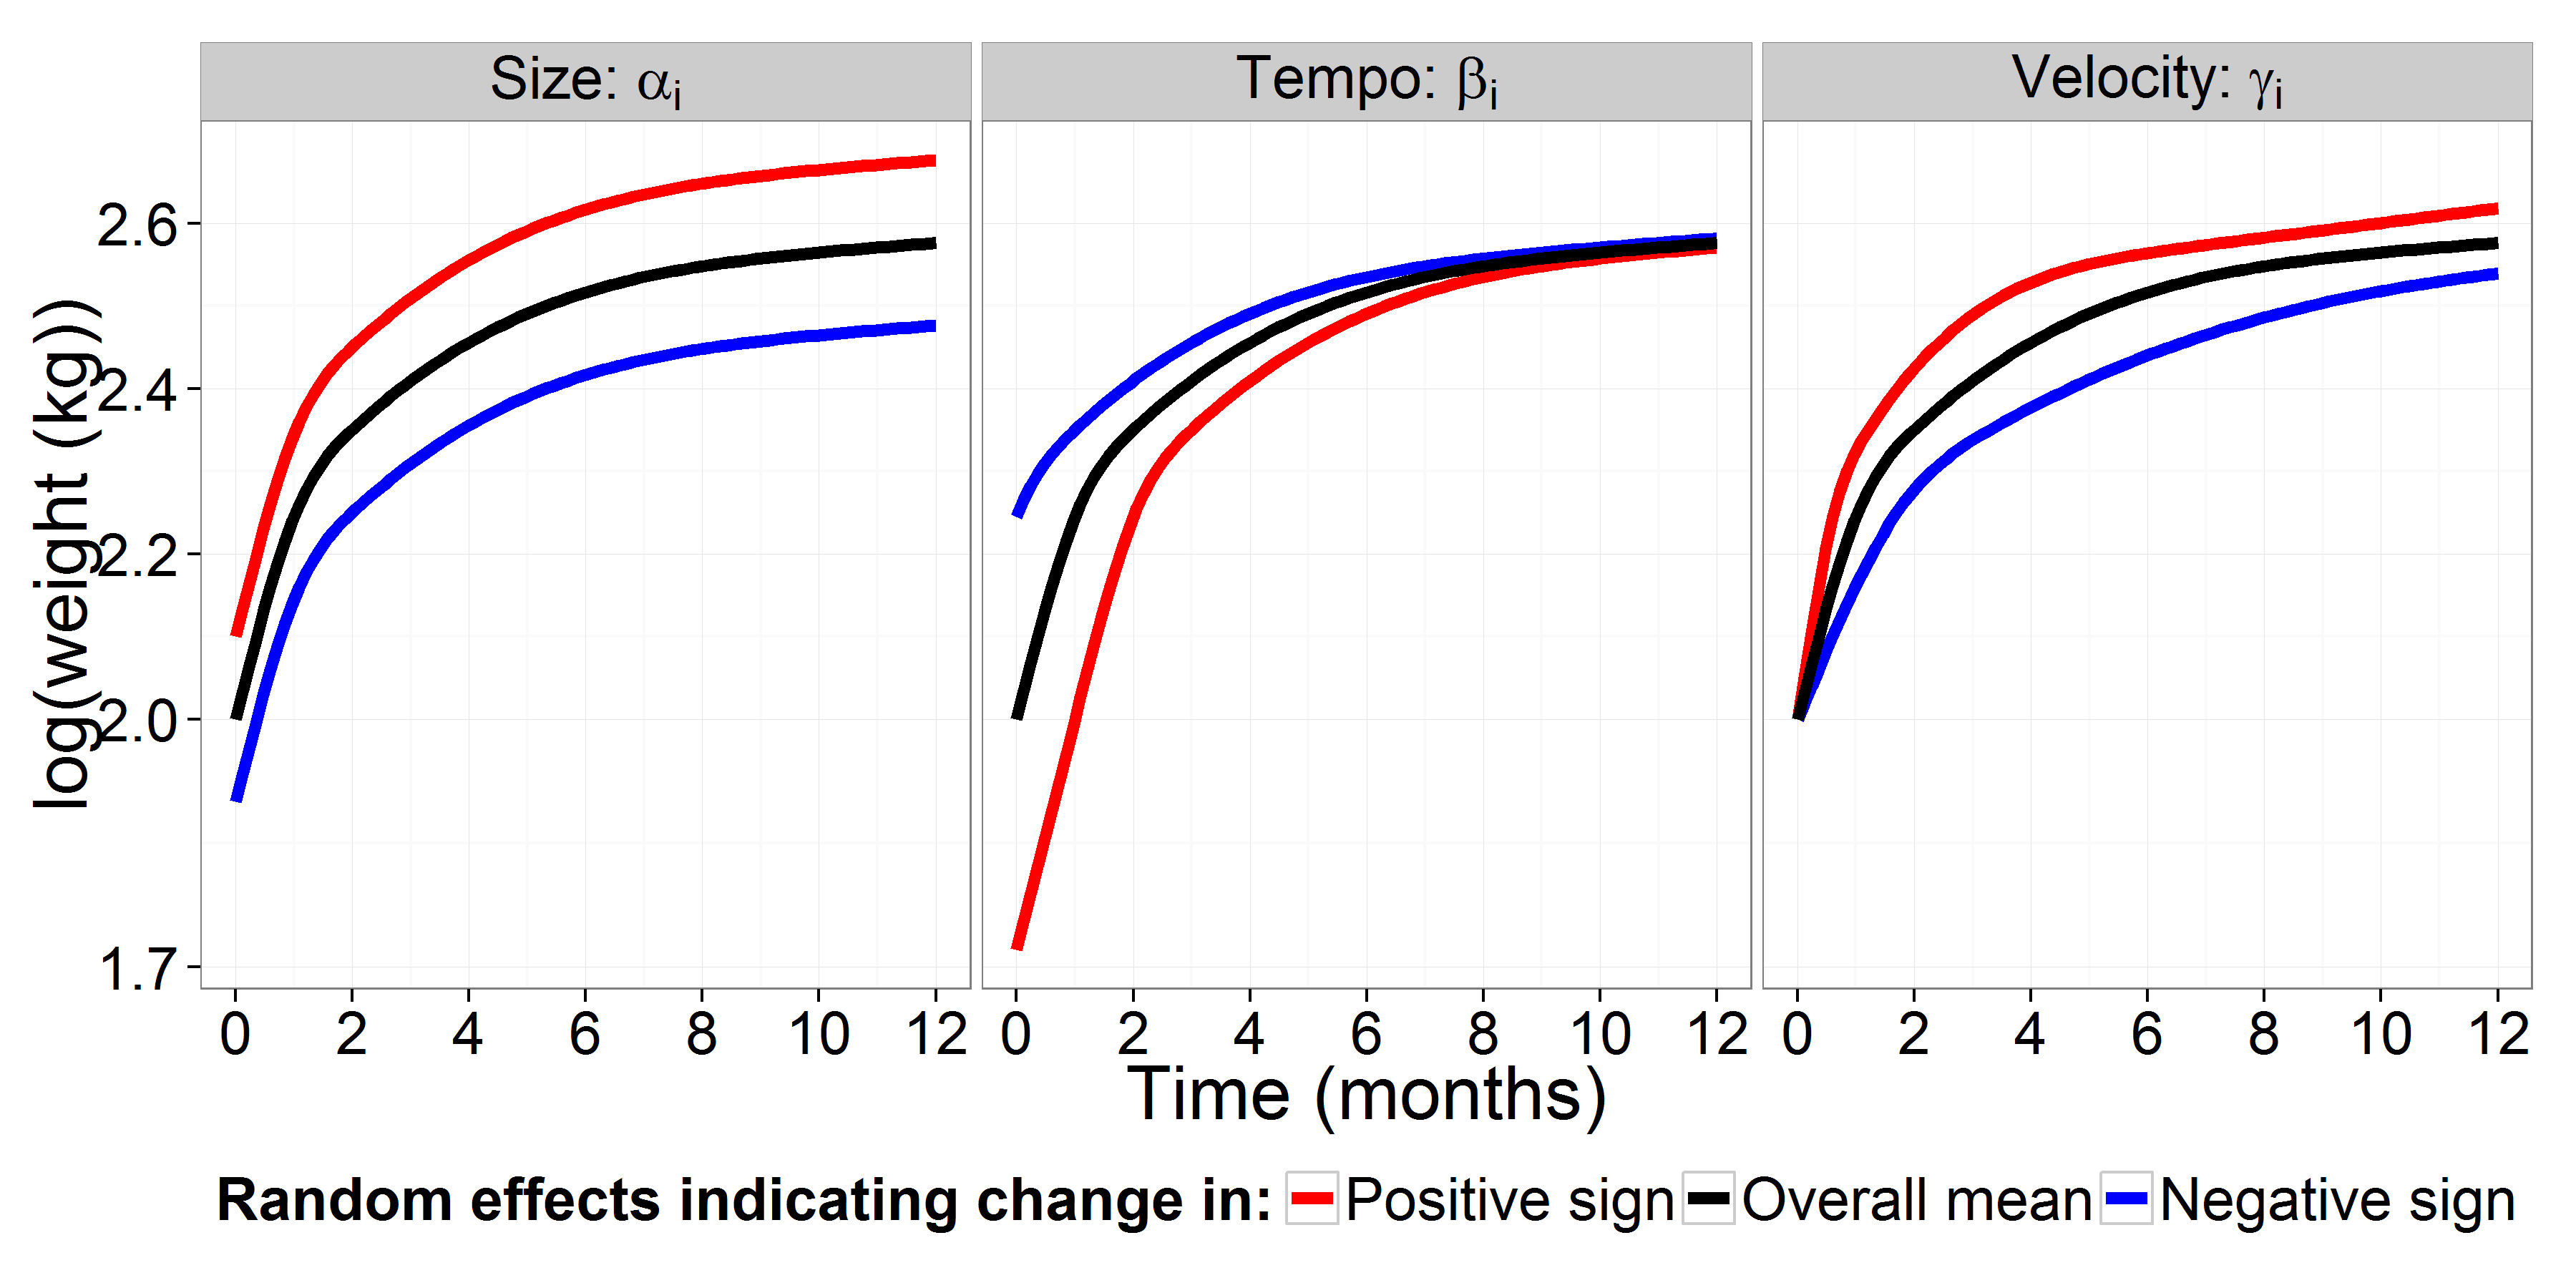 Size: αi
Tempo: βi
Velocity: γi
log(weight (kg))
2.6
2.4
2.2
2.0
1.7
0 2 4 6 8 10 12
0 2 4 6 8 10 12
0 2 4 6 8 10 12
Time (months)
Random effects indicating change in: Positive sign Overall mean Negative sign